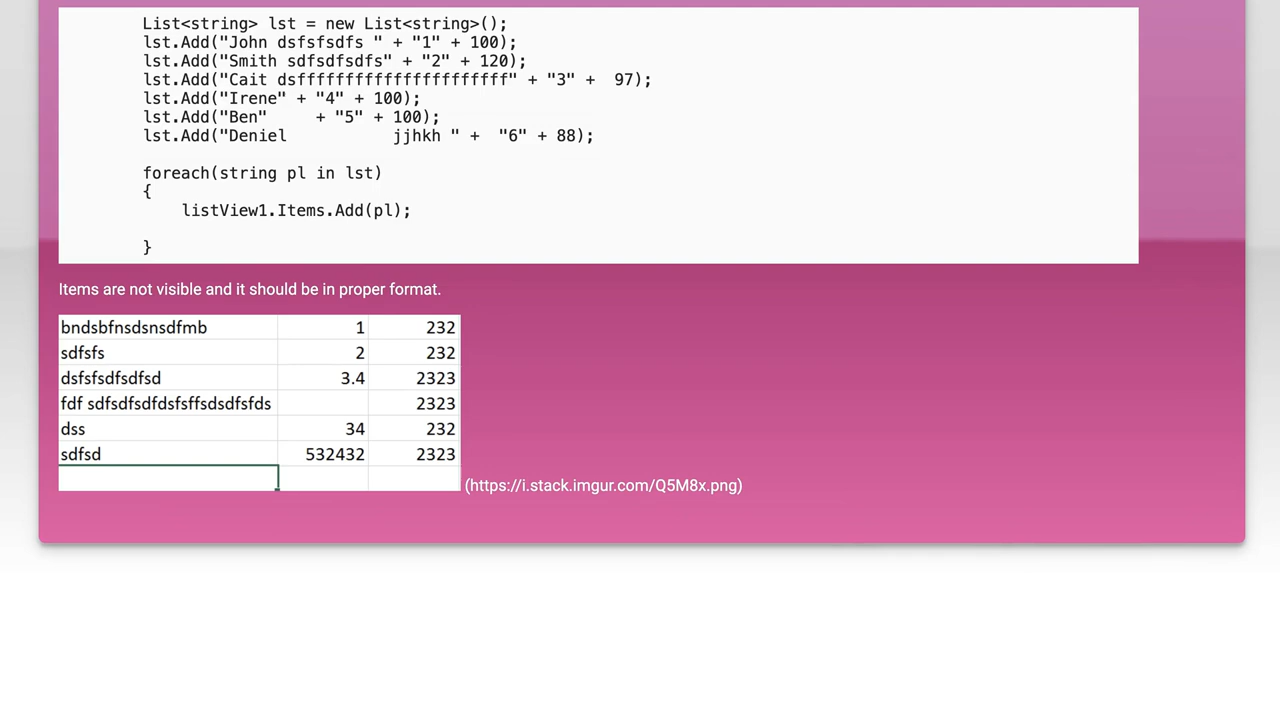 List<string> lst = new List<string>();
lst.Add("John dsfsfsdfs " + "1" + 100);
lst.Add("Smith sdfsdfsdfs" + "2" + 120);
lst.Add("Cait dsffffffffffffffffffffff" + "3" +  97);
lst.Add("Irene" + "4" + 100);
lst.Add("Ben"     + "5" + 100);
lst.Add("Deniel           jjhkh " +  "6" + 88);
foreach(string pl in lst)
{
    listView1.Items.Add(pl);
}
Items are not visible and it should be in proper format.
bndsbfnsdsnsdfmb 1 232
sdfsfs 2 232
dsfsfsdfsdfsd 3.4 2323
fdf sdfsdfsdfdsfsffsdsdfsfds 2323
dss 34 232
sdfsd 532432 2323
(https://i.stack.imgur.com/Q5M8x.png)